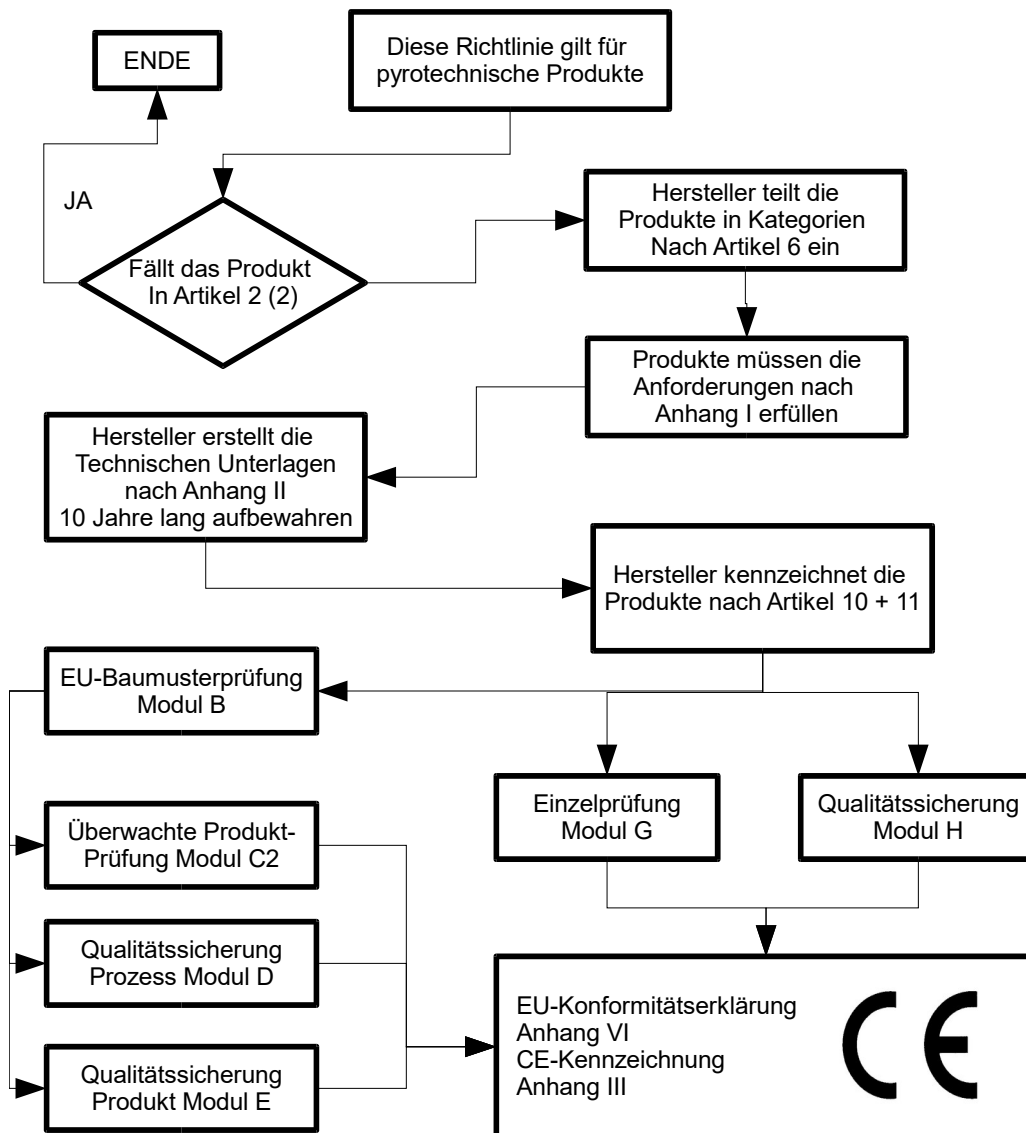 ENDE
Diese Richtlinie gilt für
pyrotechnische Produkte
JA
Fällt das Produkt
In Artikel 2 (2)
Hersteller teilt die
Produkte in Kategorien
Nach Artikel 6 ein
Produkte müssen die
Anforderungen nach
Anhang I erfüllen
Hersteller erstellt die
Technischen Unterlagen
nach Anhang II
10 Jahre lang aufbewahren
Hersteller kennzeichnet die
Produkte nach Artikel 10 + 11
EU-Baumusterprüfung
Modul B
Einzelprüfung
Modul G
Qualitätssicherung
Modul H
Überwachte Produkt-
Prüfung Modul C2
Qualitätssicherung
Prozess Modul D
Qualitätssicherung
Produkt Modul E
EU-Konformitätserklärung
Anhang VI
CE-Kennzeichnung
Anhang III
CE